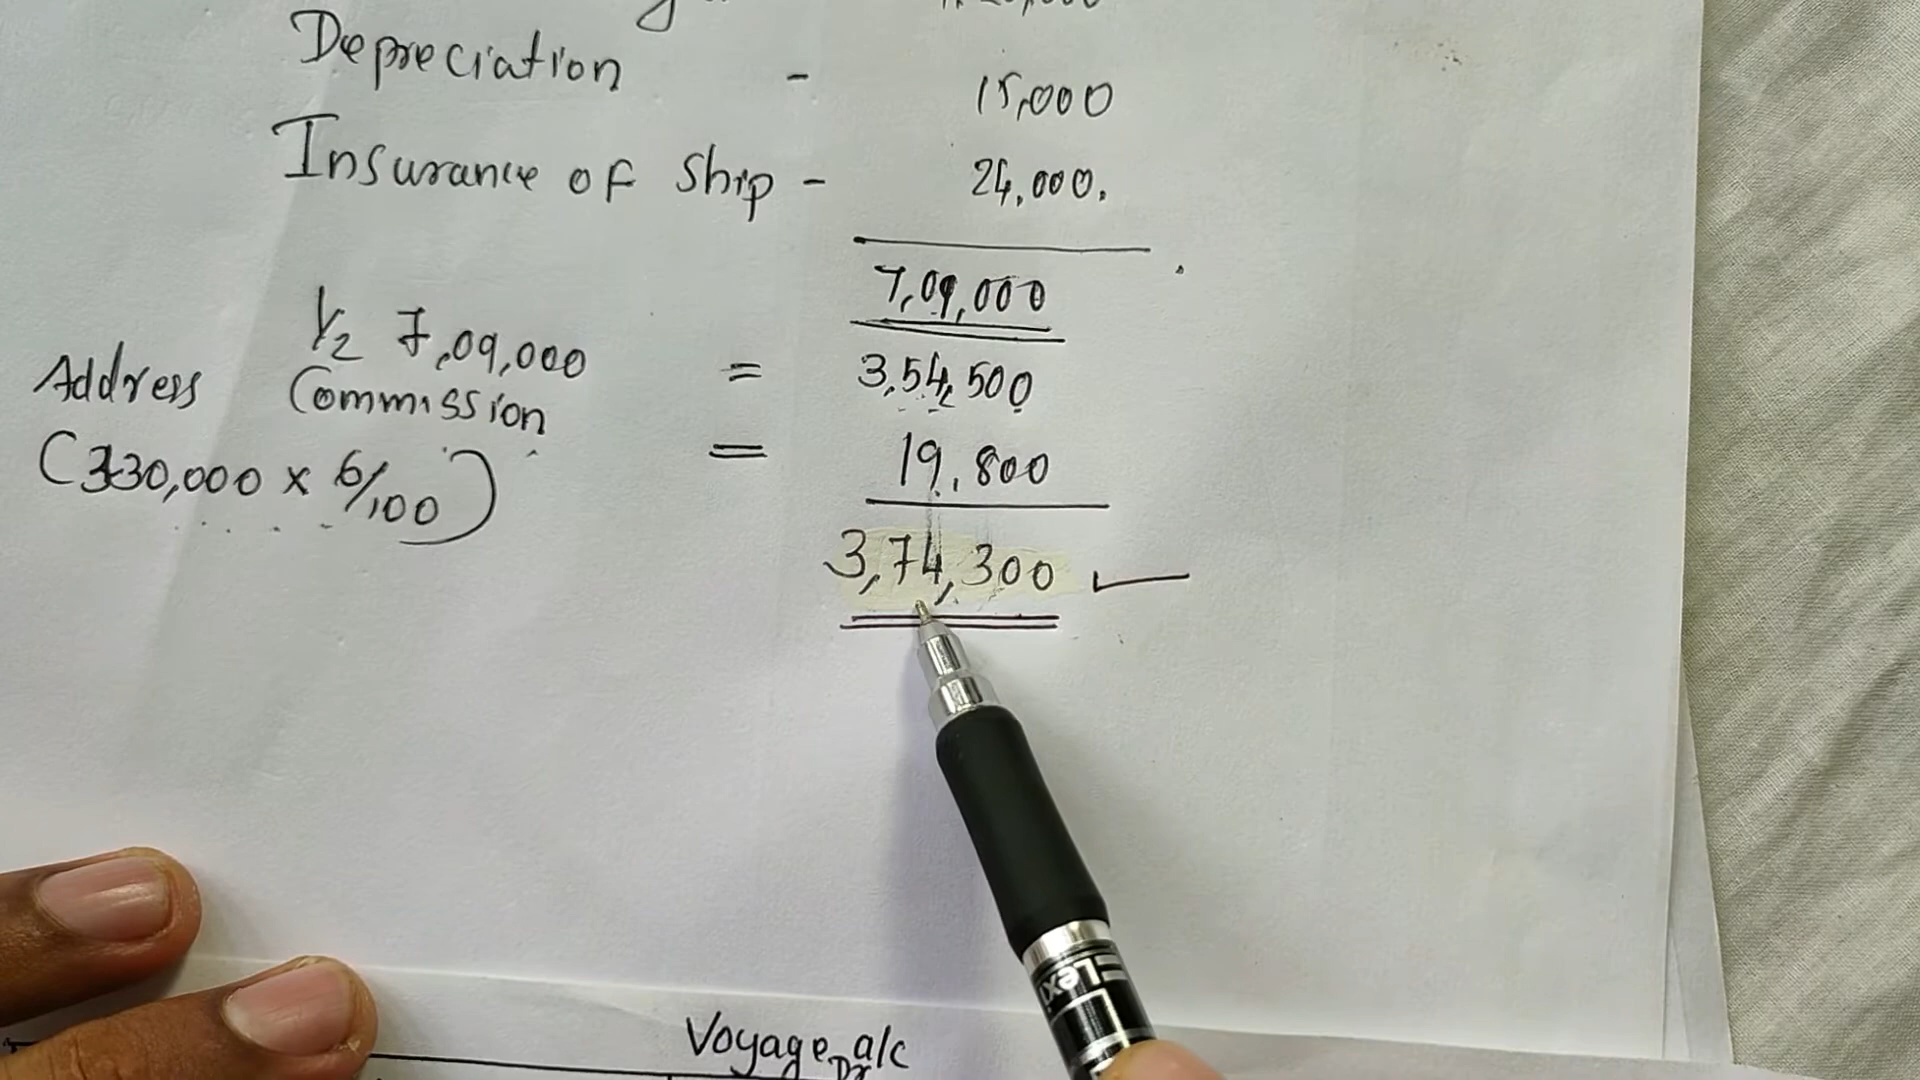 Depreciation - 15,000
Insurance of Ship - 24,000.
7,09,000
1/2 7,09,000 = 3,54,500
Address Commission
(330,000 x 6/100) = 19,800
3,74,300
Voyage a/c
Dr